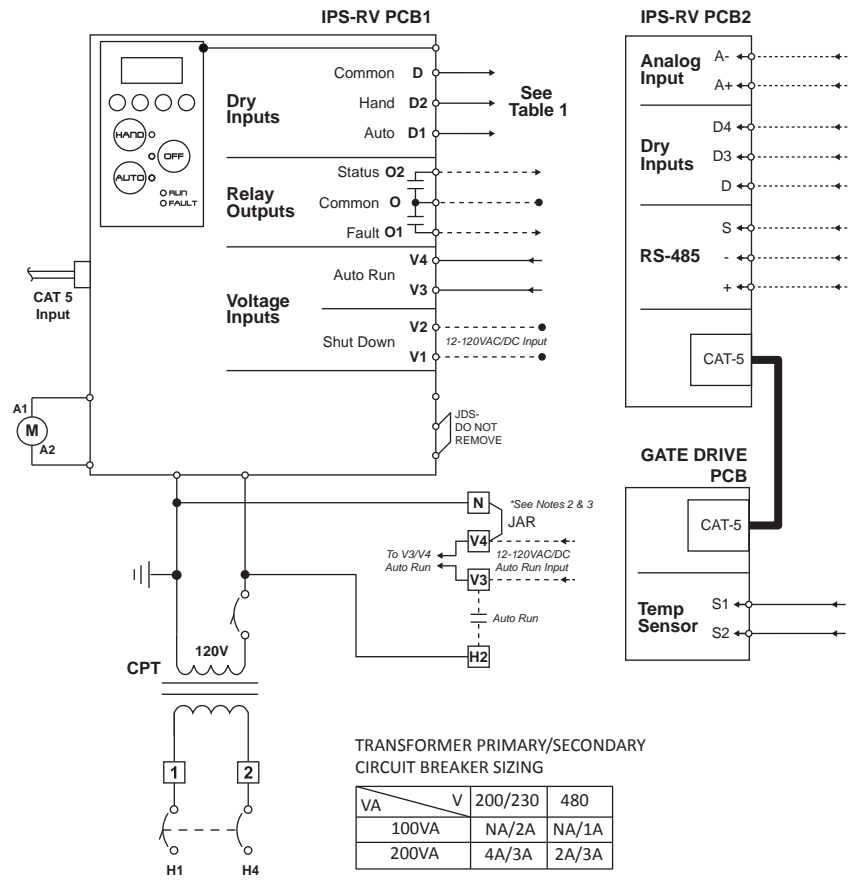 IPS-RV PCB1
HAND
OFF
AUTO
RUN
FAULT
Dry
Inputs
Common D
Hand D2
Auto D1
See
Table 1
Relay
Outputs
Status O2
Common O
Fault O1
Voltage
Inputs
Auto Run
V4
V3
Shut Down
V2
V1
12-120VAC/DC Input
CAT 5
Input
A1
M
A2
JDS-
DO NOT
REMOVE
N
*See Notes 2 & 3
JAR
V4
To V3/V4
Auto Run
12-120VAC/DC
Auto Run Input
V3
Auto Run
H2
120V
CPT
1
2
H1
H4
IPS-RV PCB2
Analog
Input
A-
A+
Dry
Inputs
D4
D3
D
RS-485
S
-
+
CAT-5
GATE DRIVE
PCB
CAT-5
Temp
Sensor
S1
S2
TRANSFORMER PRIMARY/SECONDARY
CIRCUIT BREAKER SIZING
VA V 200/230 480
100VA NA/2A NA/1A
200VA 4A/3A 2A/3A